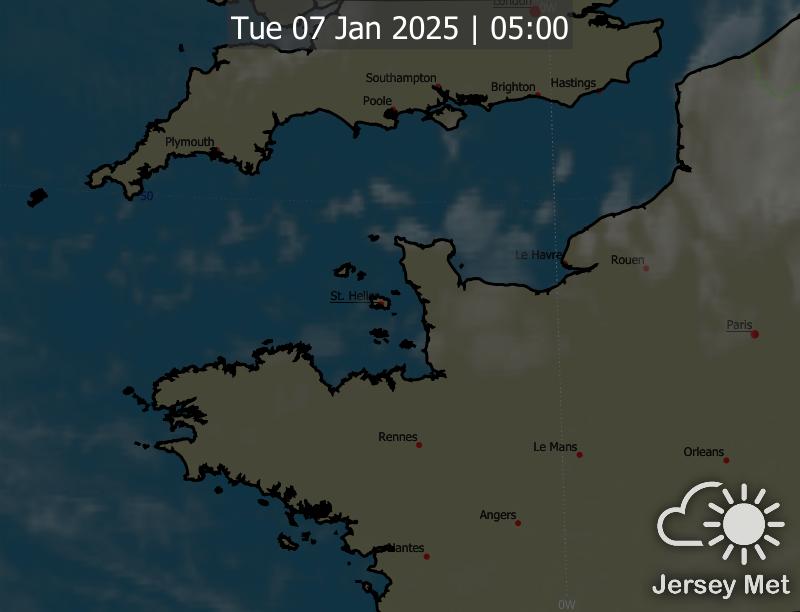 London
0W
Tue 07 Jan 2025 | 05:00
Southampton
Brighton
Hastings
Poole
Plymouth
50
Le Havre
Rouen
St. Helier
Paris
Rennes
Le Mans
Orleans
Angers
Nantes
Jersey Met
0W